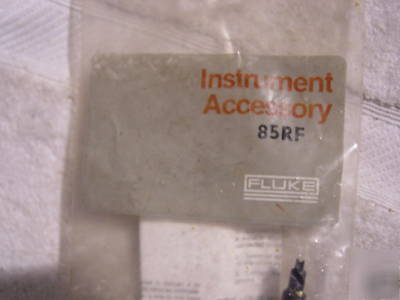 Instrument
Accessory
85RF
FLUKE